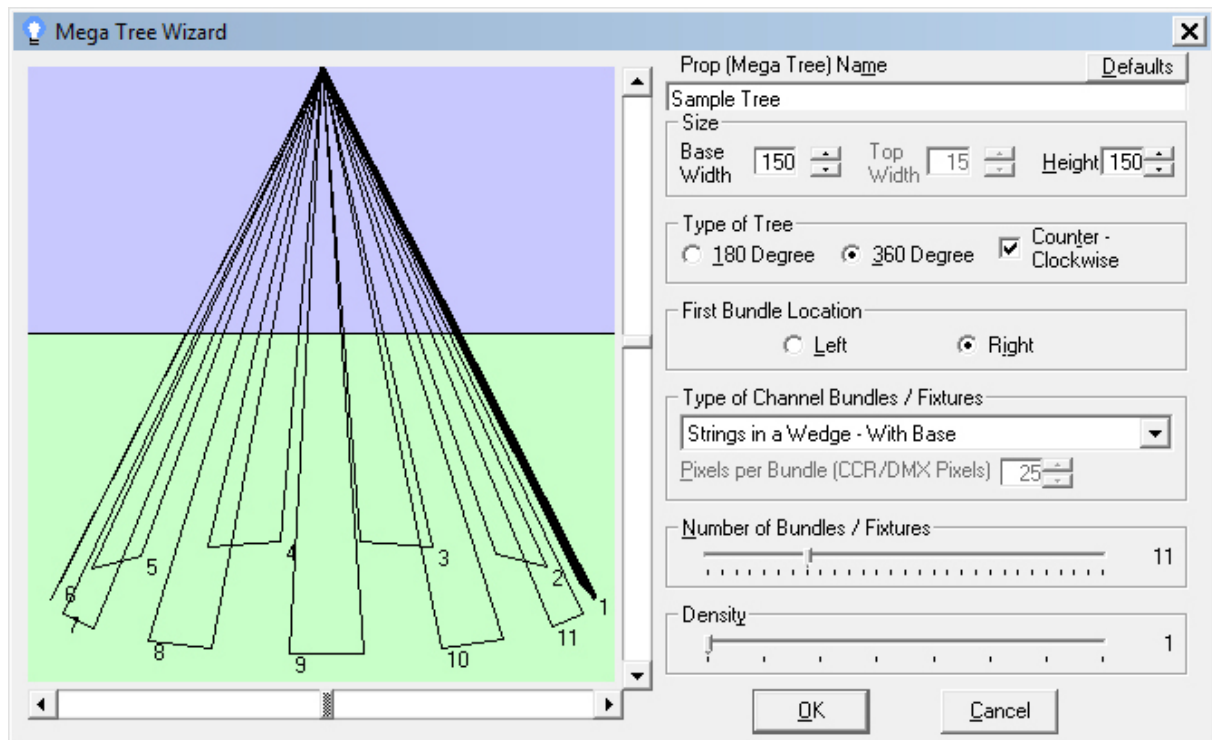 Mega Tree Wizard
Prop (Mega Tree) Name
Defaults
Sample Tree
Size
Base Width 150
Top Width 15
Height 150
Type of Tree
180 Degree
360 Degree
Counter - Clockwise
First Bundle Location
Left
Right
Type of Channel Bundles / Fixtures
Strings in a Wedge - With Base
Pixels per Bundle (CCR/DMX Pixels) 25
Number of Bundles / Fixtures
11
Density
1
OK
Cancel
4
3
5
2
6
1
7
11
8
10
9